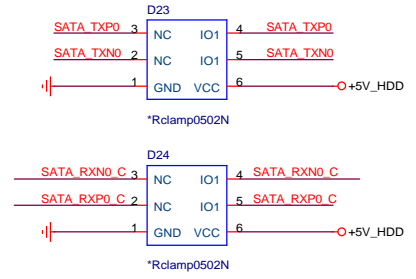 D23
SATA_TXP0 3 NC IO1 4 SATA_TXP0
SATA_TXN0 2 NC IO1 5 SATA_TXN0
1 GND VCC 6 +5V_HDD
*Rclamp0502N
D24
SATA_RXN0_C 3 NC IO1 4 SATA_RXN0_C
SATA_RXP0_C 2 NC IO1 5 SATA_RXP0_C
1 GND VCC 6 +5V_HDD
*Rclamp0502N